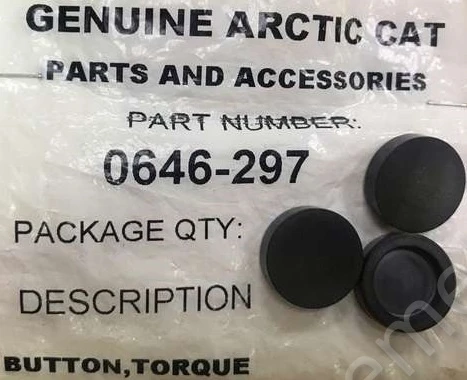 GENUINE ARCTIC CAT
PARTS AND ACCESSORIES
PART NUMBER:
0646-297
PACKAGE QTY:
DESCRIPTION
BUTTON,TORQUE